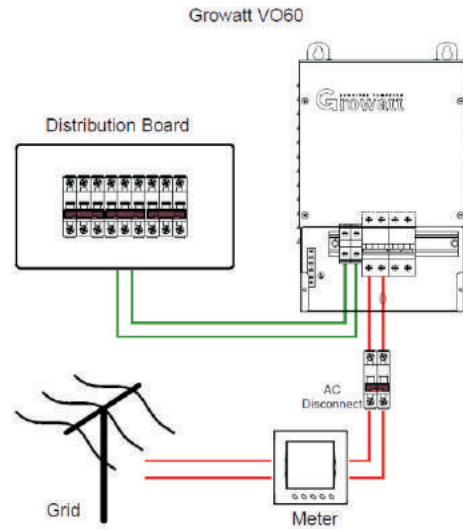 Growatt VO60
Growatt
Distribution Board
AC
Disconnect
Grid
Meter